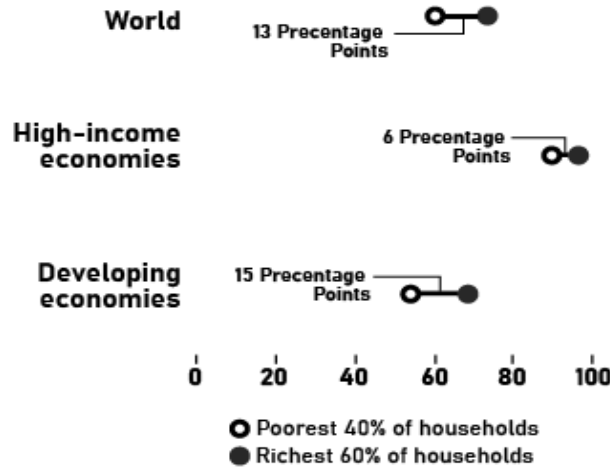 World
13 Precentage
Points
High-income
economies
6 Precentage
Points
Developing
economies
15 Precentage
Points
0 20 40 60 80 100
Poorest 40% of households
Richest 60% of households